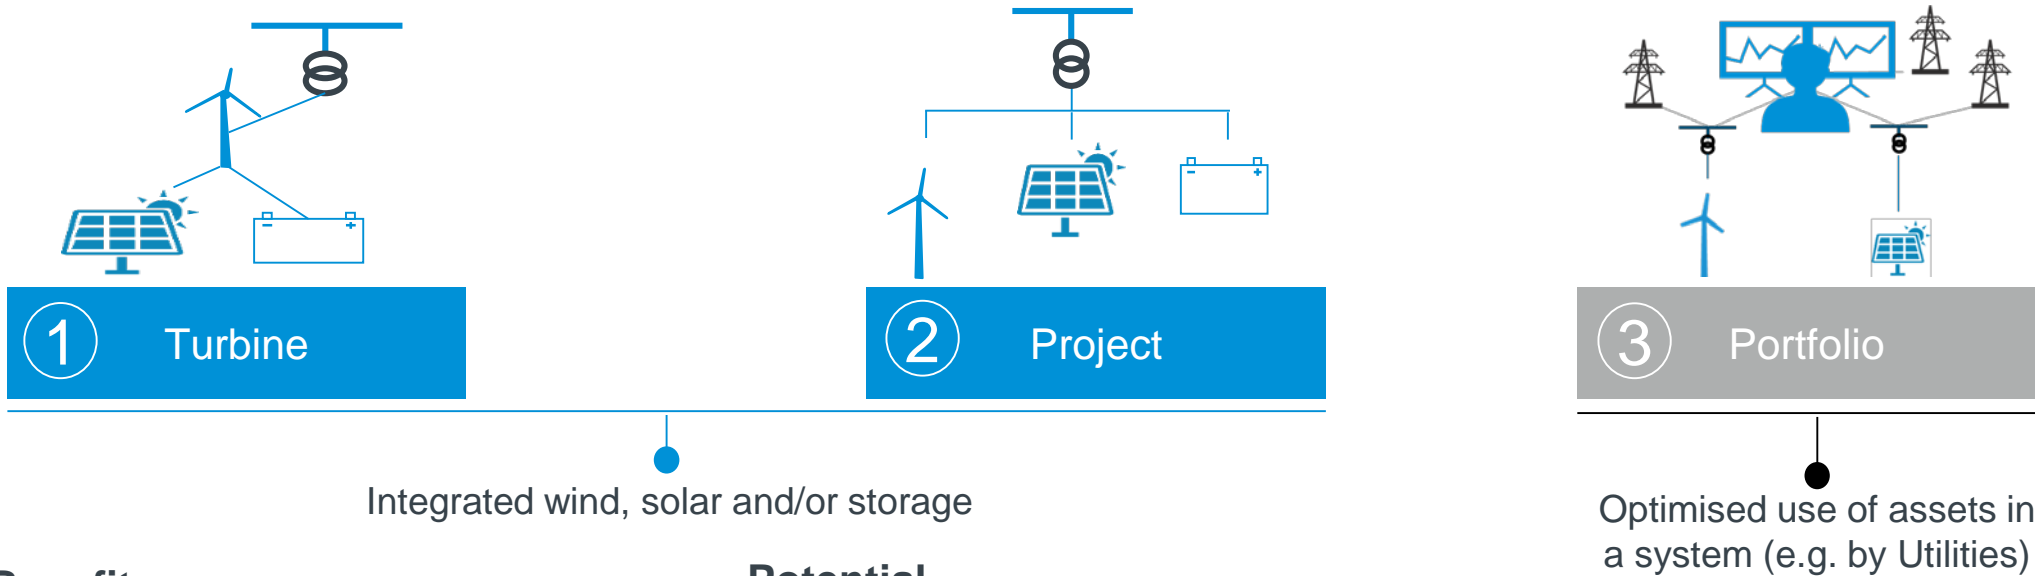 1 Turbine
2 Project
3 Portfolio
Integrated wind, solar and/or storage
Optimised use of assets in
a system (e.g. by Utilities)
Potential